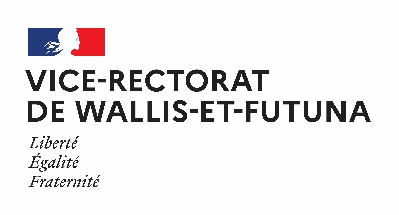 VICE-RECTORAT
DE WALLIS-ET-FUTUNA
Liberté
Égalité
Fraternité